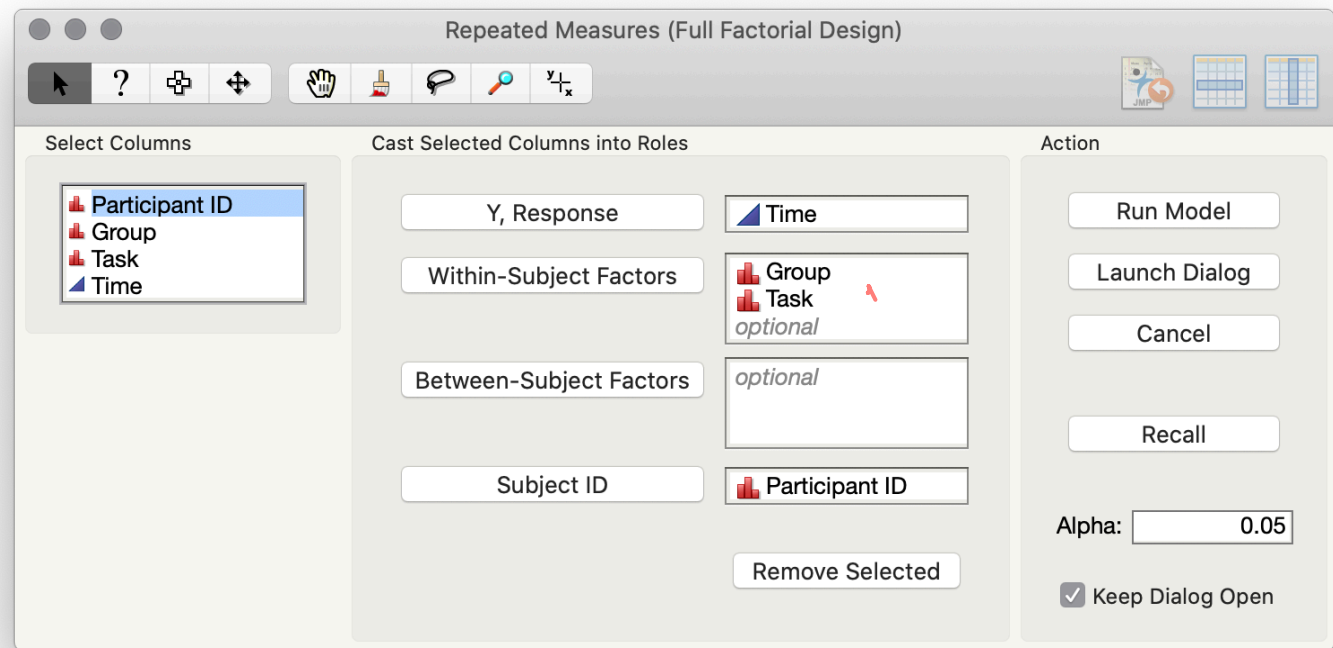 Repeated Measures (Full Factorial Design)
?
y
x
JMP
Select Columns
Participant ID
Group
Task
Time
Cast Selected Columns into Roles
Y, Response
Time
Within-Subject Factors
Group
Task
optional
Between-Subject Factors
optional
Subject ID
Participant ID
Remove Selected
Action
Run Model
Launch Dialog
Cancel
Recall
Alpha: 0.05
Keep Dialog Open